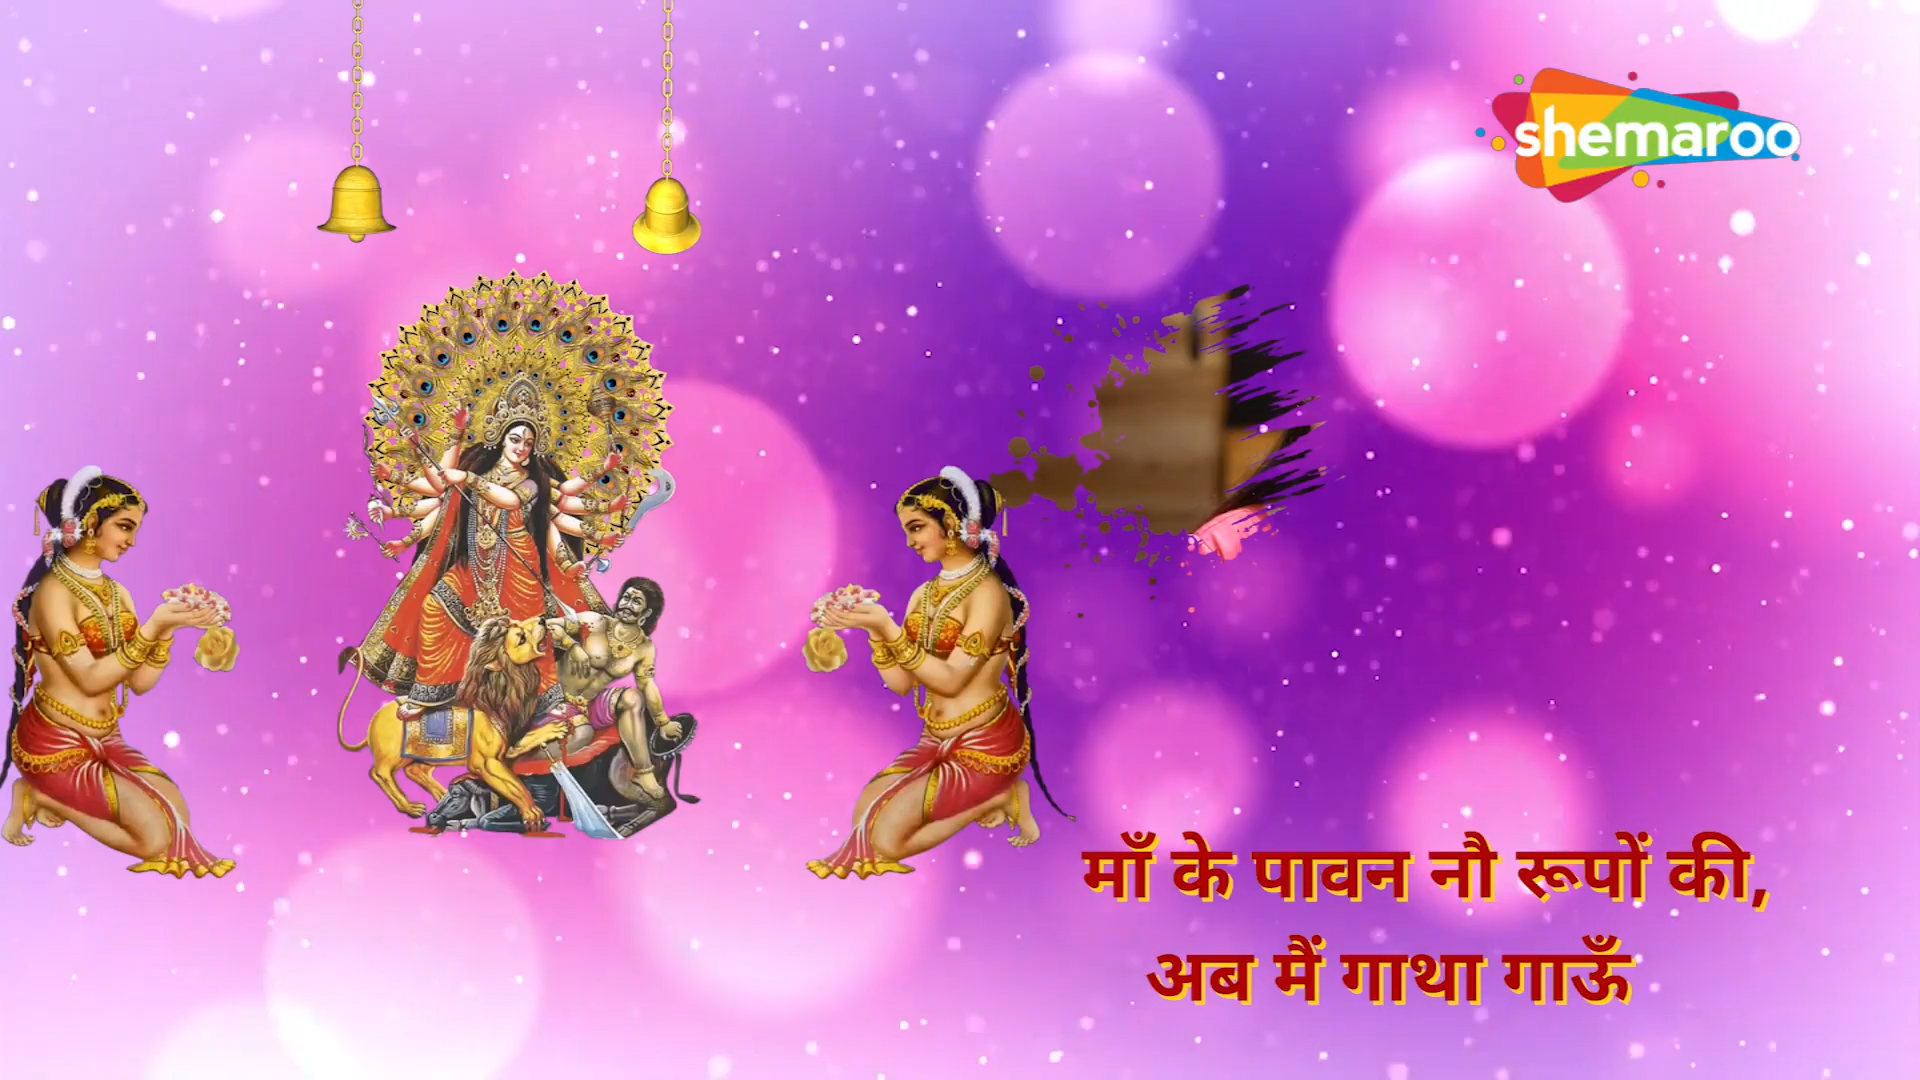 shemaroo
माँ के पावन नौ रूपों की,
अब मैं गाथा गाऊँ